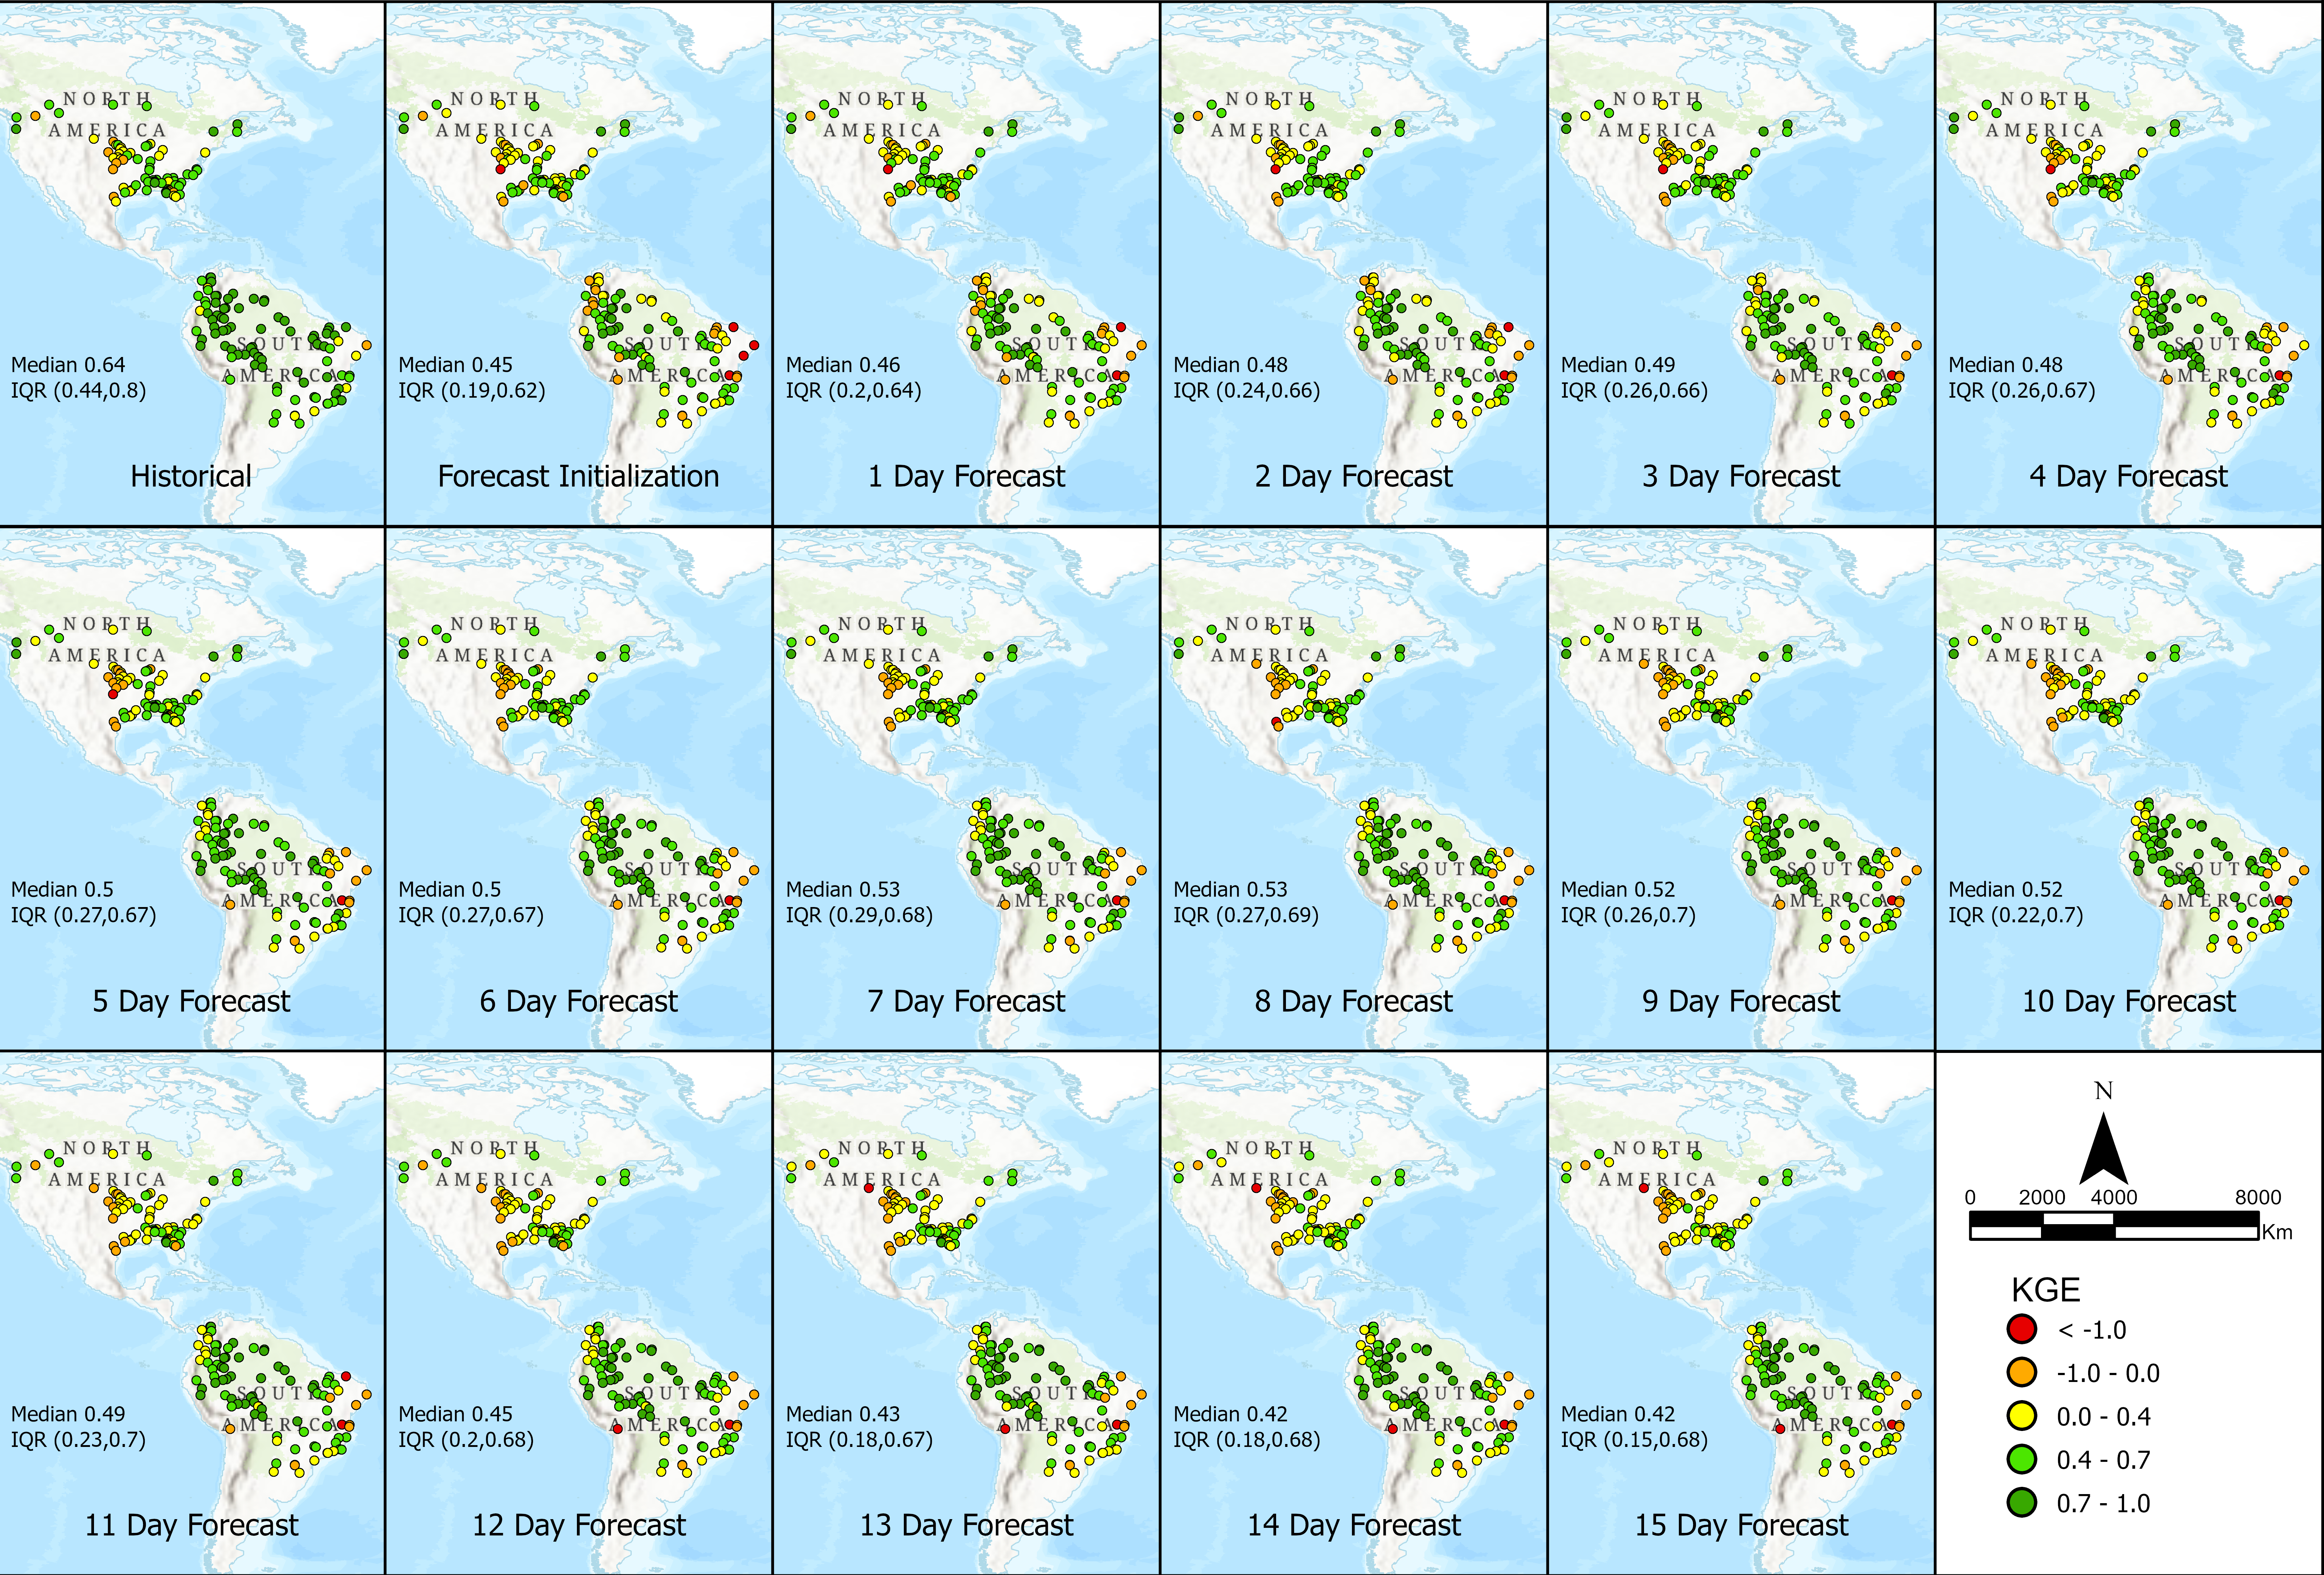 NORTH
AMERICA
SOUTH
AMERICA
Median 0.64
IQR (0.44,0.8)
Historical
NORTH
AMERICA
SOUTH
AMERICA
Median 0.45
IQR (0.19,0.62)
Forecast Initialization
NORTH
AMERICA
SOUTH
AMERICA
Median 0.46
IQR (0.2,0.64)
1 Day Forecast
NORTH
AMERICA
SOUTH
AMERICA
Median 0.48
IQR (0.24,0.66)
2 Day Forecast
NORTH
AMERICA
SOUTH
AMERICA
Median 0.49
IQR (0.26,0.66)
3 Day Forecast
NORTH
AMERICA
SOUTH
AMERICA
Median 0.48
IQR (0.26,0.67)
4 Day Forecast
NORTH
AMERICA
SOUTH
AMERICA
Median 0.5
IQR (0.27,0.67)
5 Day Forecast
NORTH
AMERICA
SOUTH
AMERICA
Median 0.5
IQR (0.27,0.67)
6 Day Forecast
NORTH
AMERICA
SOUTH
AMERICA
Median 0.53
IQR (0.29,0.68)
7 Day Forecast
NORTH
AMERICA
SOUTH
AMERICA
Median 0.53
IQR (0.27,0.69)
8 Day Forecast
NORTH
AMERICA
SOUTH
AMERICA
Median 0.52
IQR (0.26,0.7)
9 Day Forecast
NORTH
AMERICA
SOUTH
AMERICA
Median 0.52
IQR (0.22,0.7)
10 Day Forecast
NORTH
AMERICA
SOUTH
AMERICA
Median 0.49
IQR (0.23,0.7)
11 Day Forecast
NORTH
AMERICA
SOUTH
AMERICA
Median 0.45
IQR (0.2,0.68)
12 Day Forecast
NORTH
AMERICA
SOUTH
AMERICA
Median 0.43
IQR (0.18,0.67)
13 Day Forecast
NORTH
AMERICA
SOUTH
AMERICA
Median 0.42
IQR (0.18,0.68)
14 Day Forecast
NORTH
AMERICA
SOUTH
AMERICA
Median 0.42
IQR (0.15,0.68)
15 Day Forecast
N
0 2000 4000 8000
Km
KGE
< -1.0
-1.0 - 0.0
0.0 - 0.4
0.4 - 0.7
0.7 - 1.0